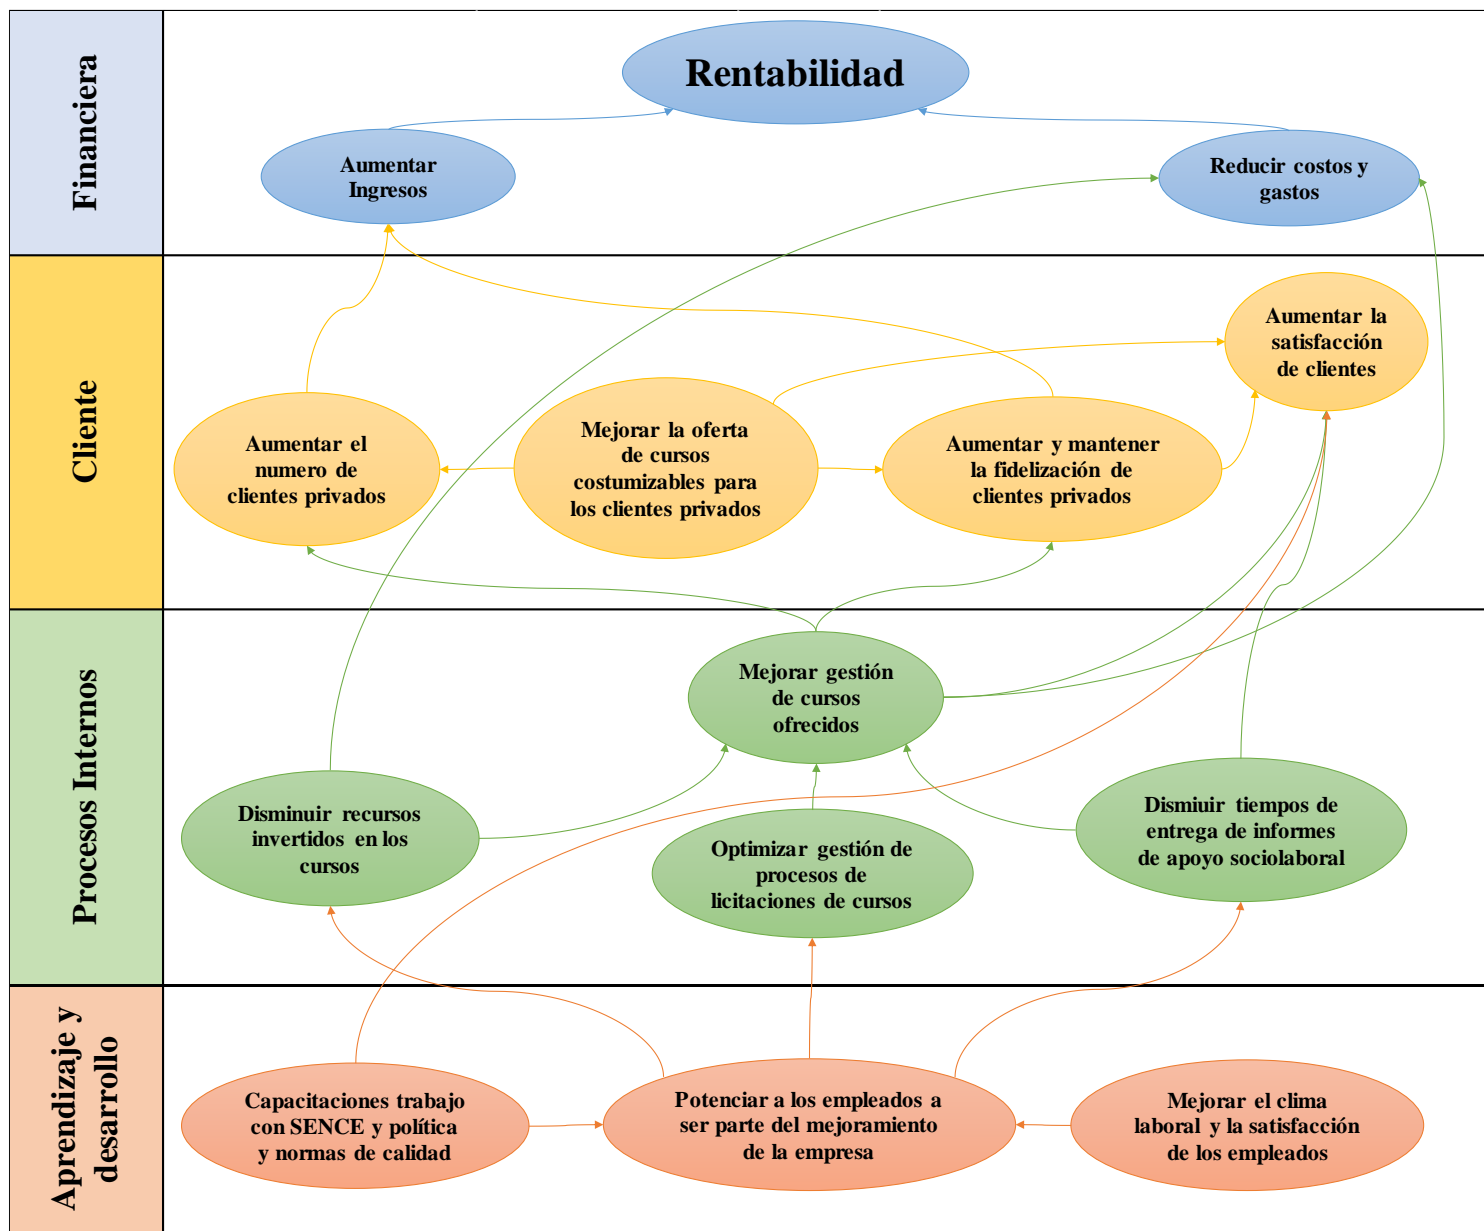 Financiera
Rentabilidad
Aumentar
Ingresos
Reducir costos y
gastos
Cliente
Aumentar la
satisfacción
de clientes
Aumentar el
numero de
clientes privados
Mejorar la oferta
de cursos
costumizables para
los clientes privados
Aumentar y mantener
la fidelización de
clientes privados
Procesos Internos
Mejorar gestión
de cursos
ofrecidos
Disminuir recursos
invertidos en los
cursos
Optimizar gestión de
procesos de
licitaciones de cursos
Dismiuir tiempos de
entrega de informes
de apoyo sociolaboral
Aprendizaje y
desarrollo
Capacitaciones trabajo
con SENCE y política
y normas de calidad
Potenciar a los empleados a
ser parte del mejoramiento
de la empresa
Mejorar el clima
laboral y la satisfacción
de los empleados